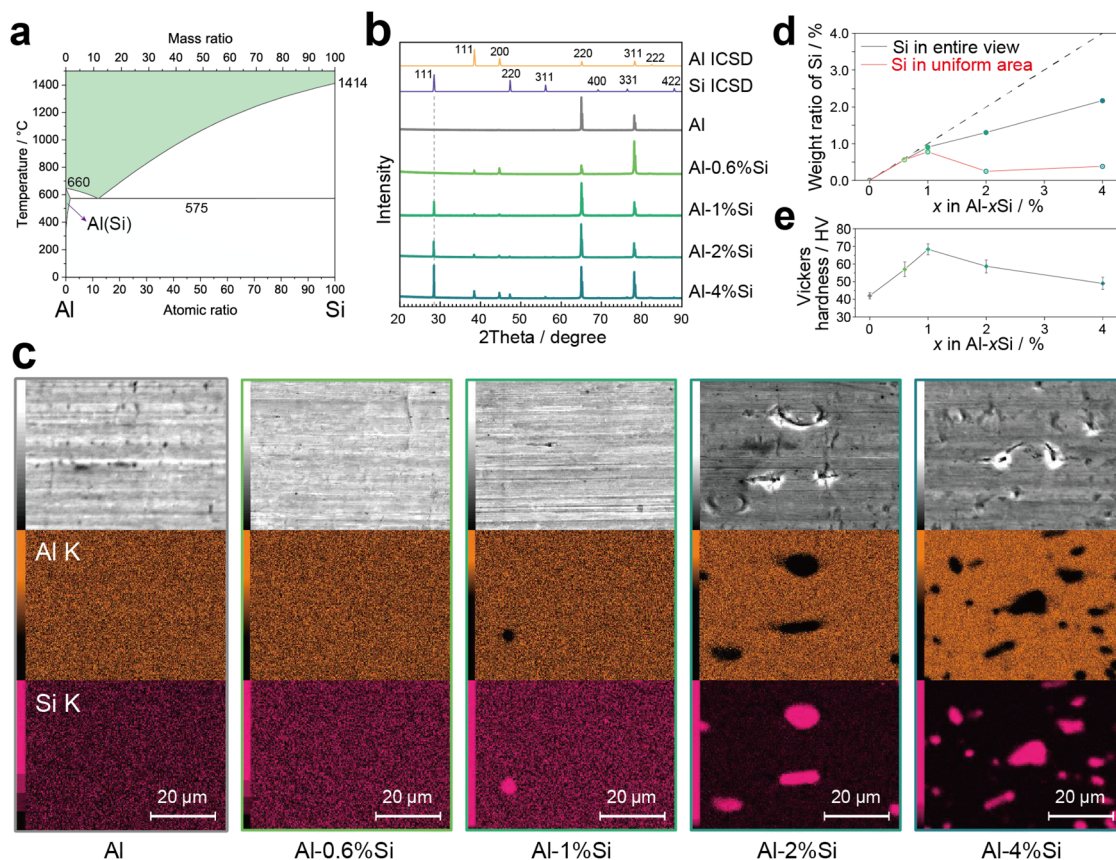 a
Mass ratio
0 10 20 30 40 50 60 70 80 90 100
1400
1200
1000
800
600
400
200
0
Temperature / °C
1414
660
575
Al(Si)
0 10 20 30 40 50 60 70 80 90 100
Al
Atomic ratio
Si
b
111 200 220 311 222
Al ICSD
111 220 311 400 331 422
Si ICSD
Al
Al-0.6%Si
Al-1%Si
Al-2%Si
Al-4%Si
Intensity
20 30 40 50 60 70 80 90
2Theta / degree
d
4.0
3.0
2.0
1.0
0.0
Weight ratio of Si / %
Si in entire view
Si in uniform area
0 1 2 3 4
x in Al-xSi / %
e
80
70
60
50
40
30
Vickers
hardness / HV
0 1 2 3 4
x in Al-xSi / %
c
Al K
Si K
20 µm
20 µm
20 µm
20 µm
20 µm
Al
Al-0.6%Si
Al-1%Si
Al-2%Si
Al-4%Si